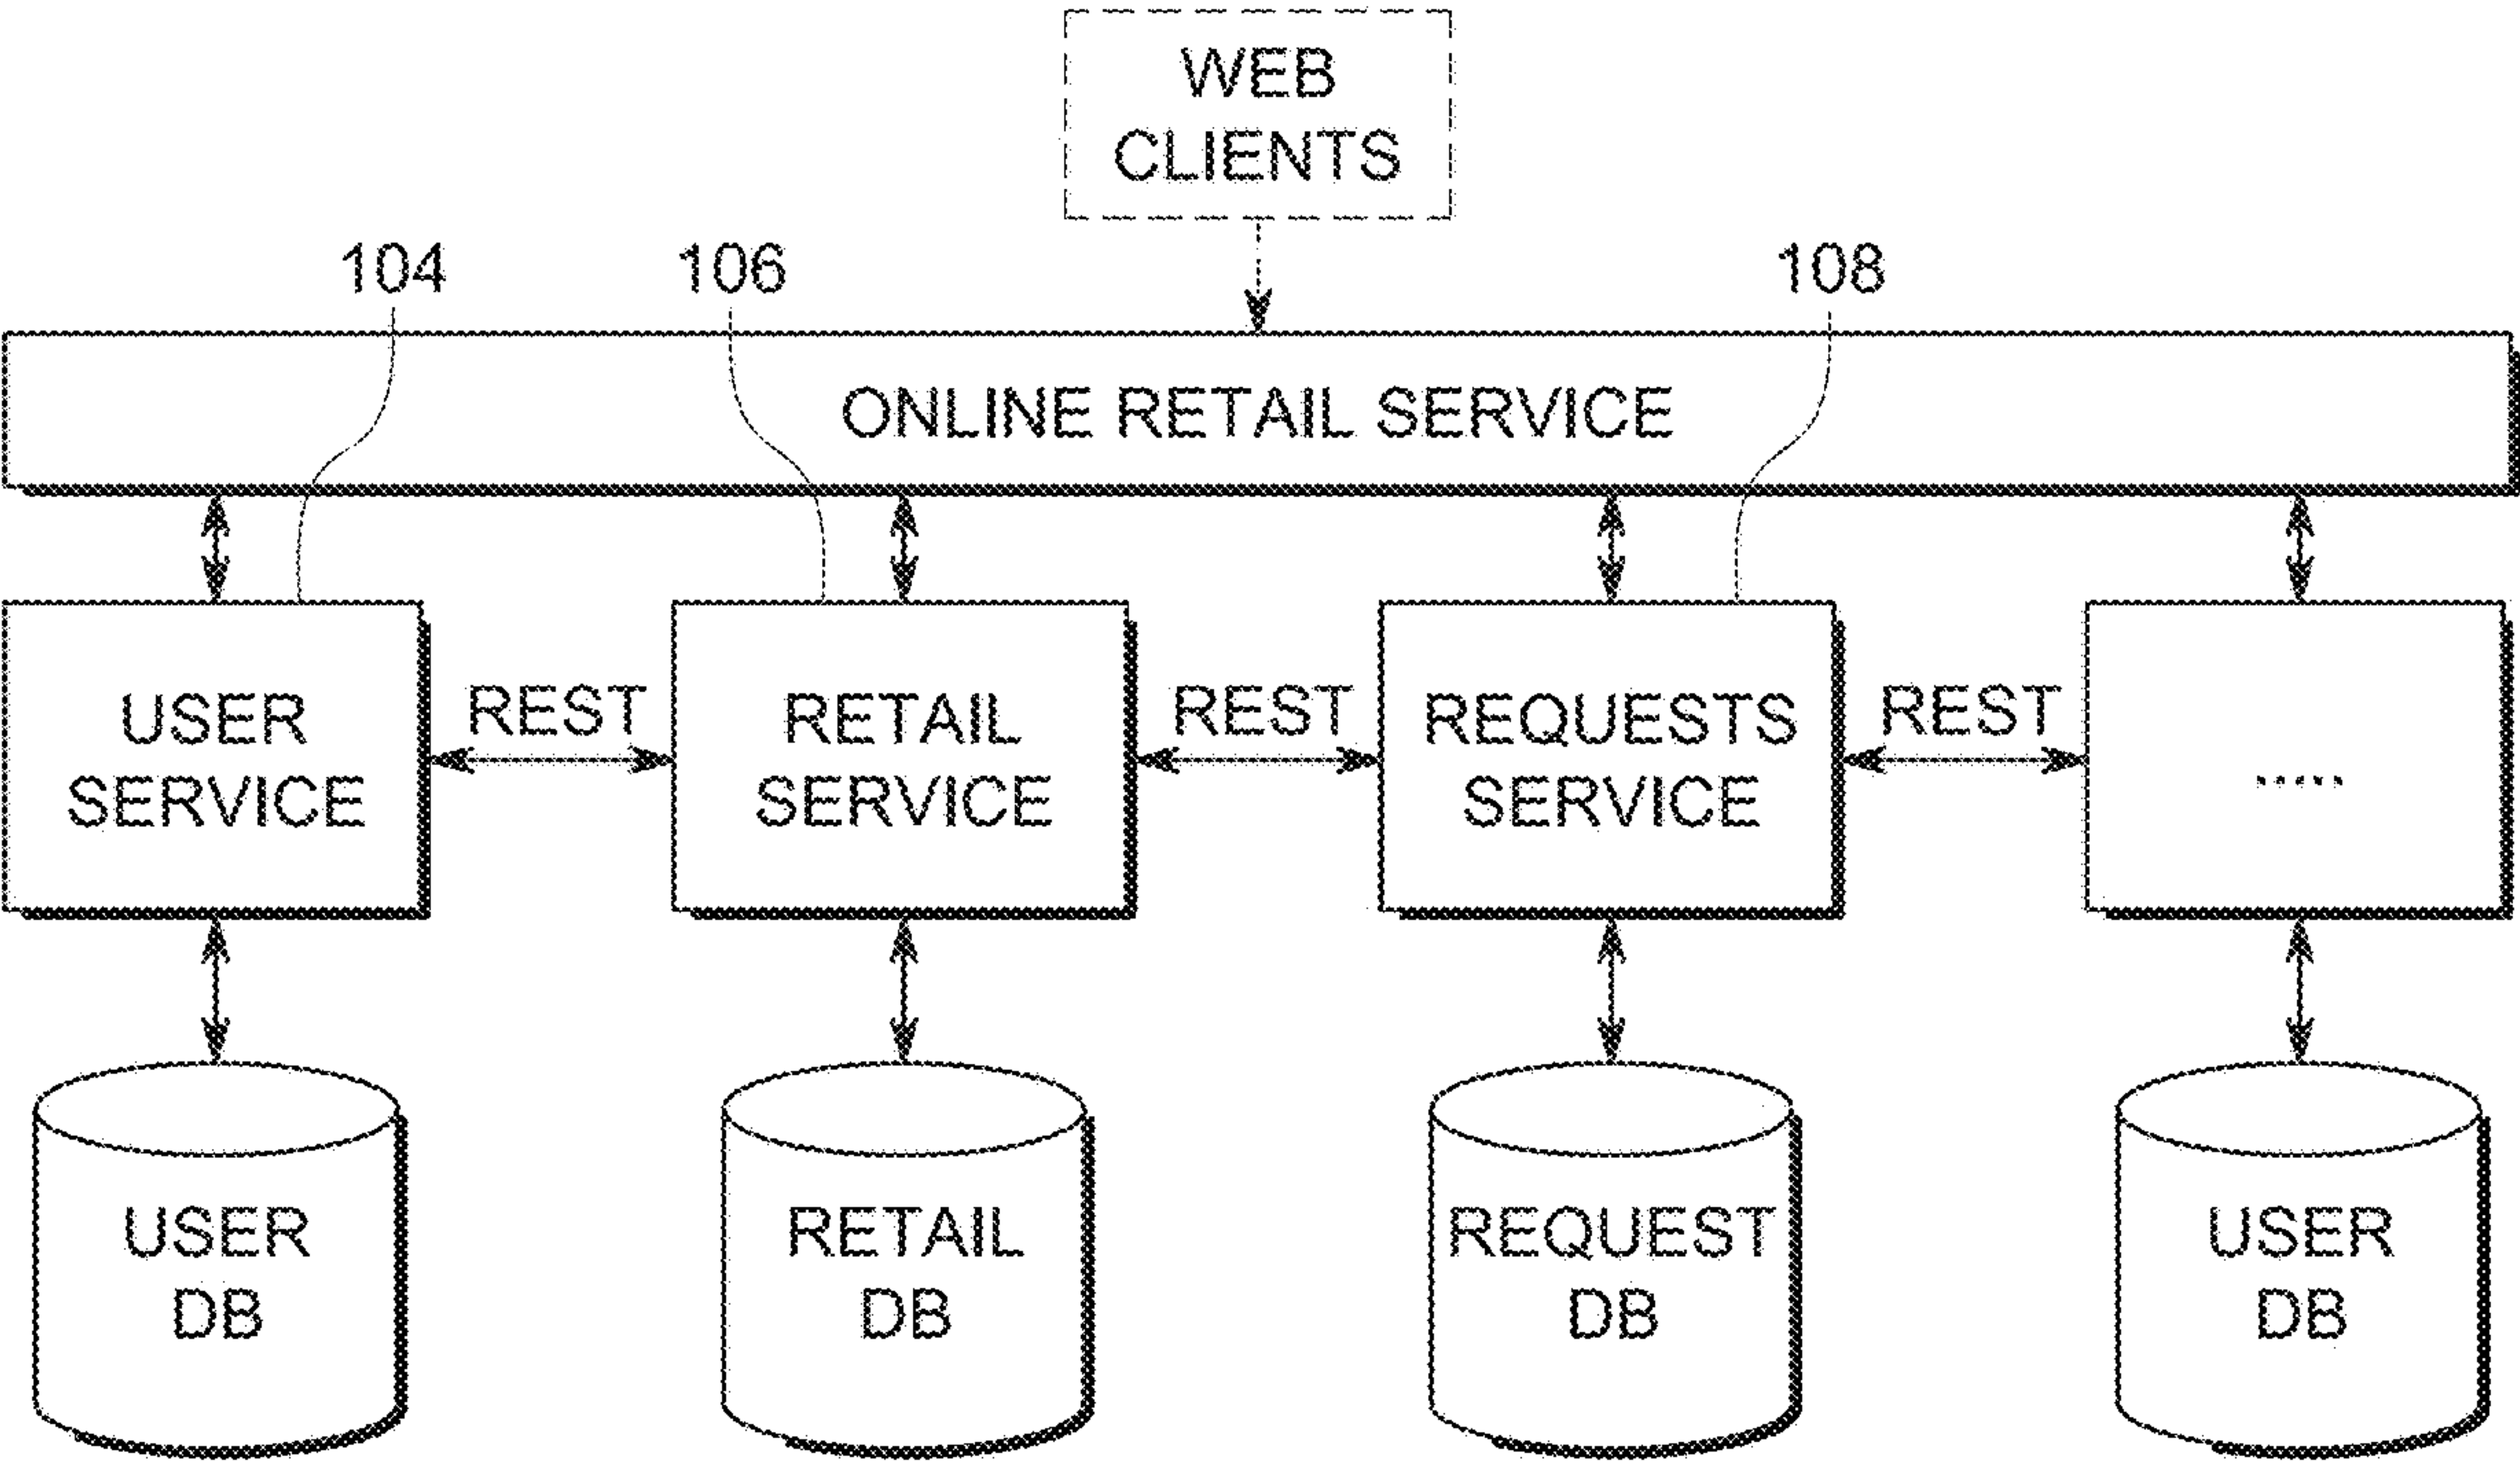 WEB
CLIENTS
104
106
108
ONLINE RETAIL SERVICE
USER
SERVICE
REST
RETAIL
SERVICE
REST
REQUESTS
SERVICE
REST
.....
USER
DB
RETAIL
DB
REQUEST
DB
USER
DB